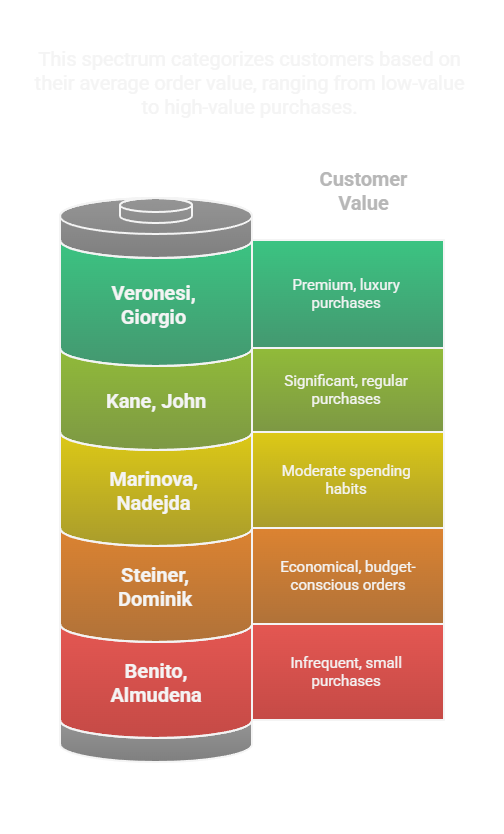 This spectrum categorizes customers based on
their average order value, ranging from low-value
to high-value purchases.
Customer
Value
Veronesi,
Giorgio
Premium, luxury
purchases
Kane, John
Significant, regular
purchases
Marinova,
Nadejda
Moderate spending
habits
Steiner,
Dominik
Economical, budget-
conscious orders
Benito,
Almudena
Infrequent, small
purchases